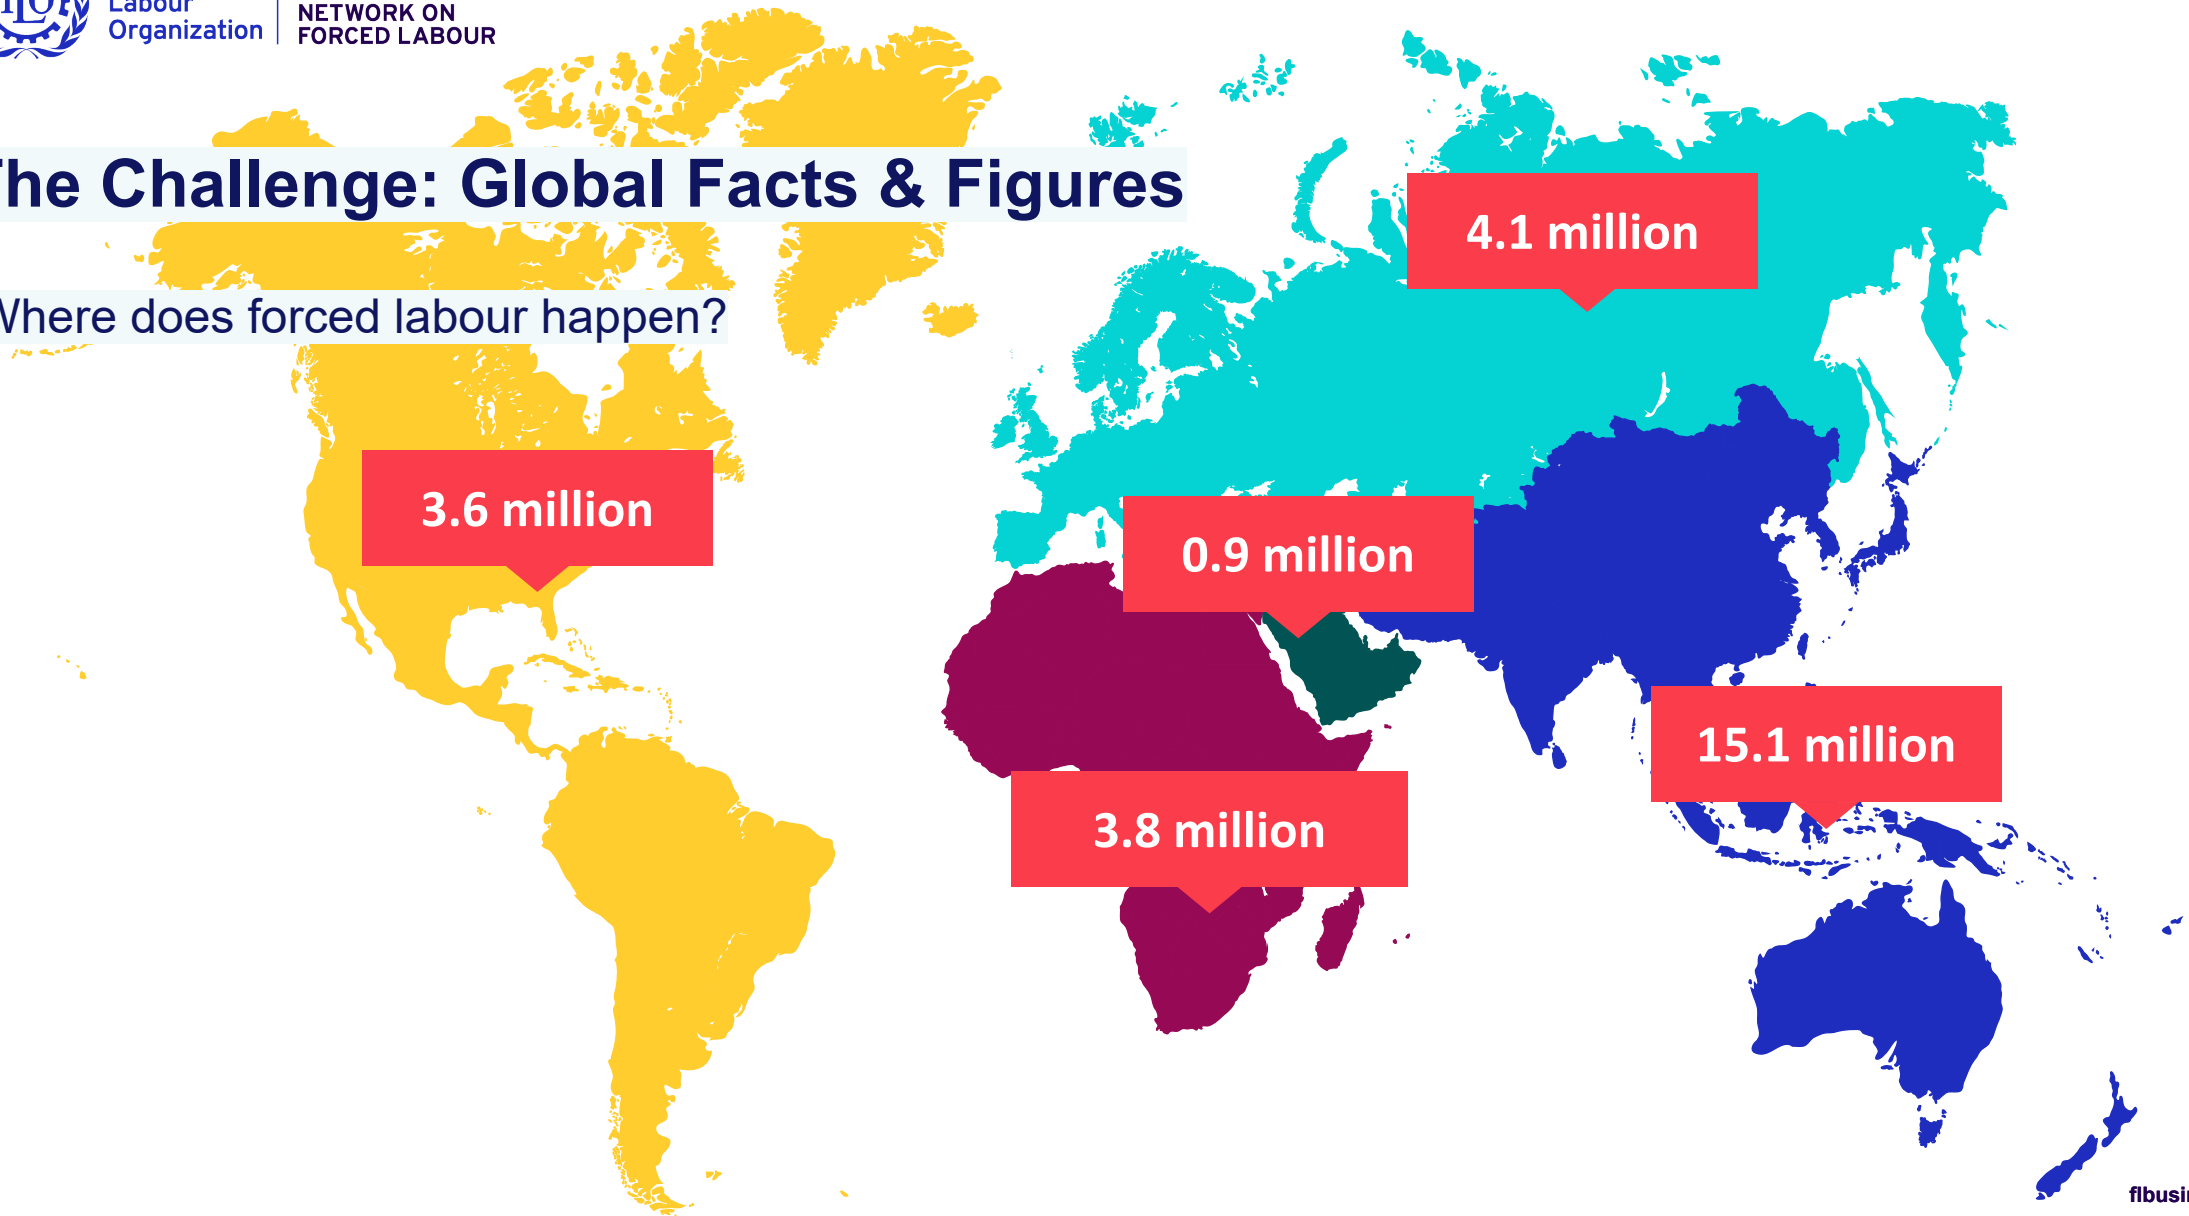 Labour
Organization
NETWORK ON
FORCED LABOUR
he Challenge: Global Facts & Figures
Where does forced labour happen?
4.1 million
3.6 million
0.9 million
15.1 million
3.8 million
flbusi